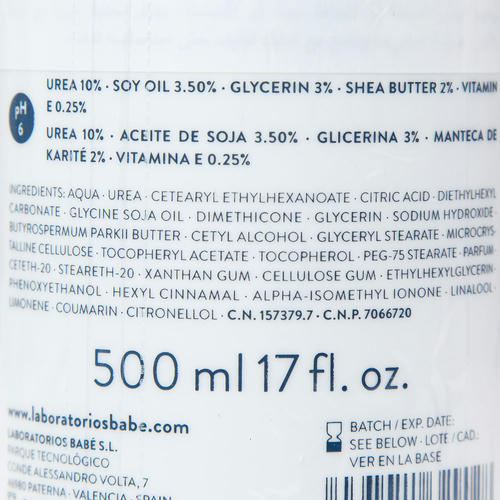 UREA 10% · SOY OIL 3.50% · GLYCERIN 3% · SHEA BUTTER 2% · VITAMIN
E 0.25%
pH
6
UREA 10% · ACEITE DE SOJA 3.50% · GLICERINA 3% · MANTECA DE
KARITÉ 2% · VITAMINA E 0.25%
INGREDIENTS: AQUA · UREA · CETEARYL ETHYLHEXANOATE · CITRIC ACID · DIETHYLHEXYL
CARBONATE · GLYCINE SOJA OIL · DIMETHICONE · GLYCERIN · SODIUM HYDROXIDE ·
BUTYROSPERMUM PARKII BUTTER · CETYL ALCOHOL · GLYCERYL STEARATE · MICROCRYS-
TALLINE CELLULOSE · TOCOPHERYL ACETATE · TOCOPHEROL · PEG-75 STEARATE · PARFUM ·
CETETH-20 · STEARETH-20 · XANTHAN GUM · CELLULOSE GUM · ETHYLHEXYLGLYCERIN ·
PHENOXYETHANOL · HEXYL CINNAMAL · ALPHA-ISOMETHYL IONONE · LINALOOL ·
LIMONENE · COUMARIN · CITRONELLOL · C.N. 157379.7 · C.N.P. 7066720
500 ml 17 fl. oz.
www.laboratoriosbabe.com
LABORATORIOS BABÉ S.L.
PARQUE TECNOLÓGICO
CONDE ALESSANDRO VOLTA, 7
46980 PATERNA · VALENCIA · SPAIN
BATCH / EXP. DATE:
SEE BELOW · LOTE / CAD.:
VER EN LA BASE